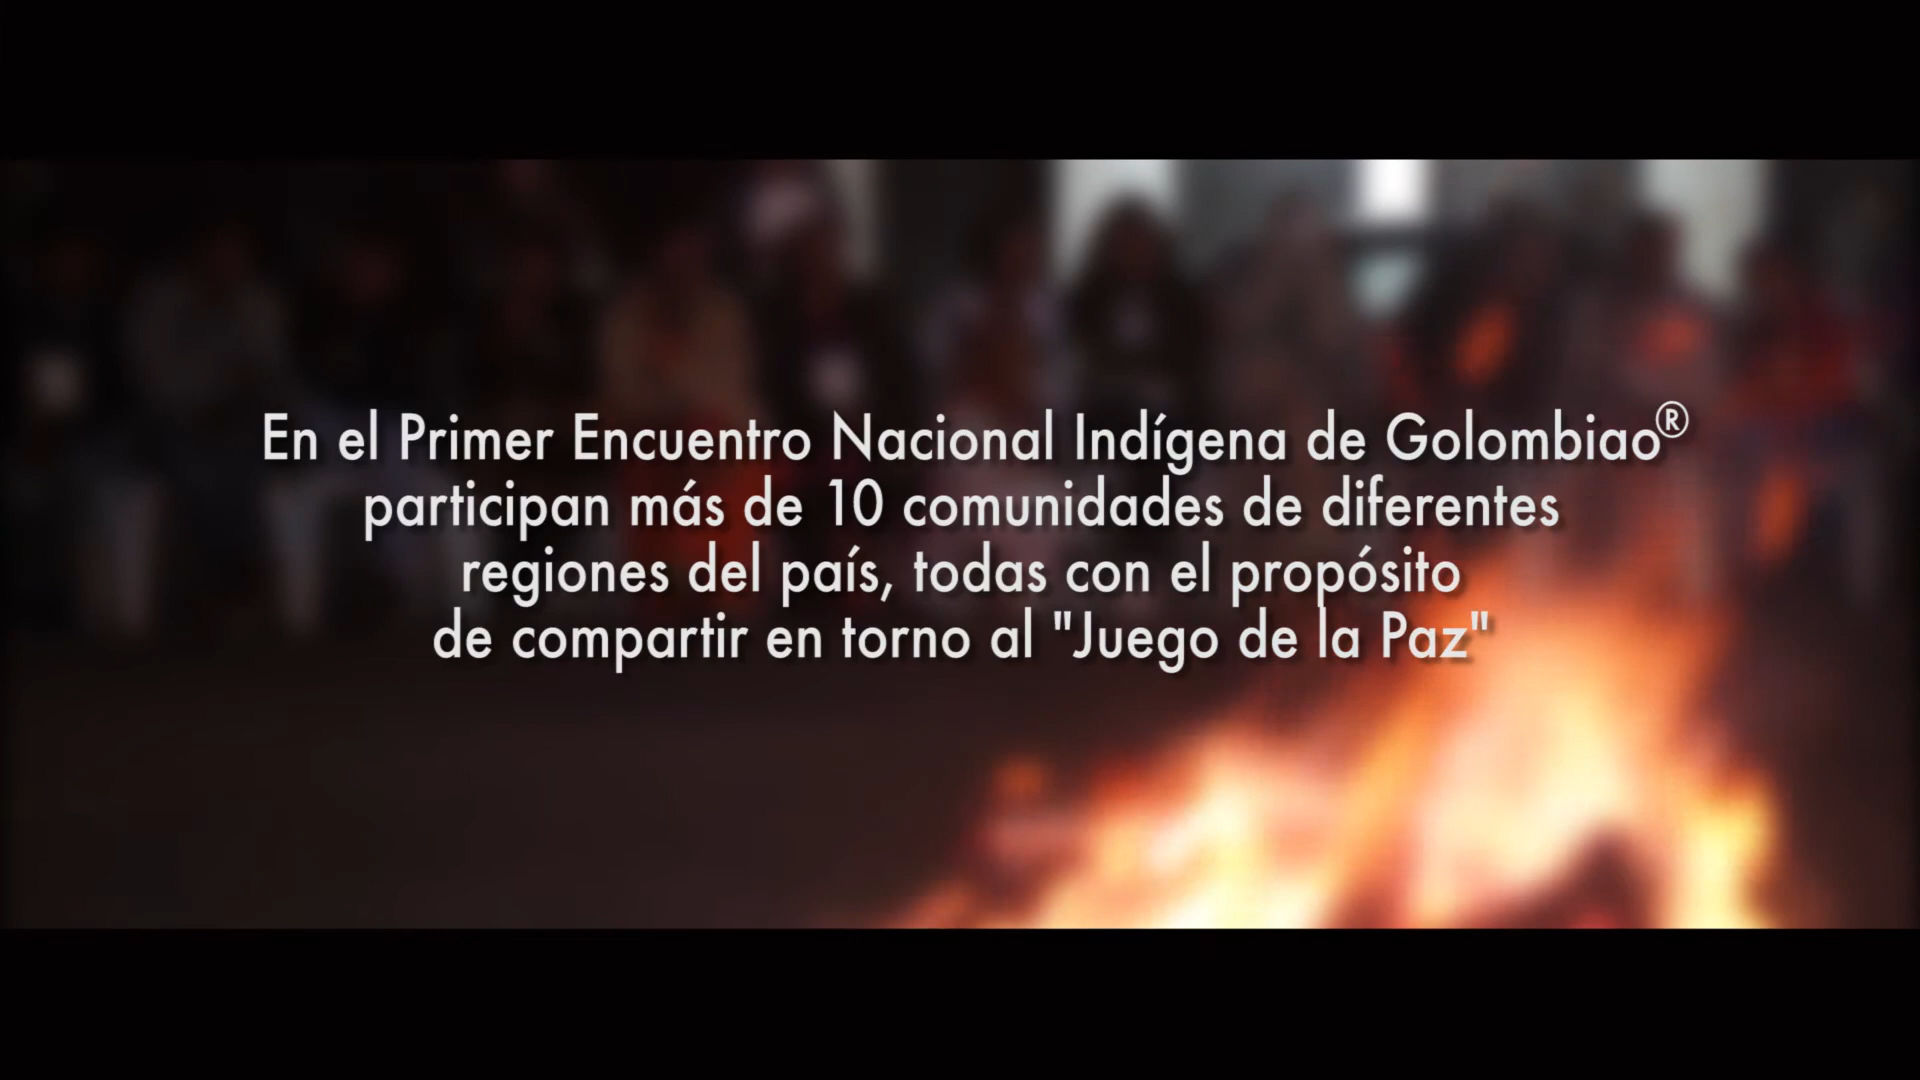 En el Primer Encuentro Nacional Indígena de Golombiao®
participan más de 10 comunidades de diferentes
regiones del país, todas con el propósito
de compartir en torno al "Juego de la Paz"